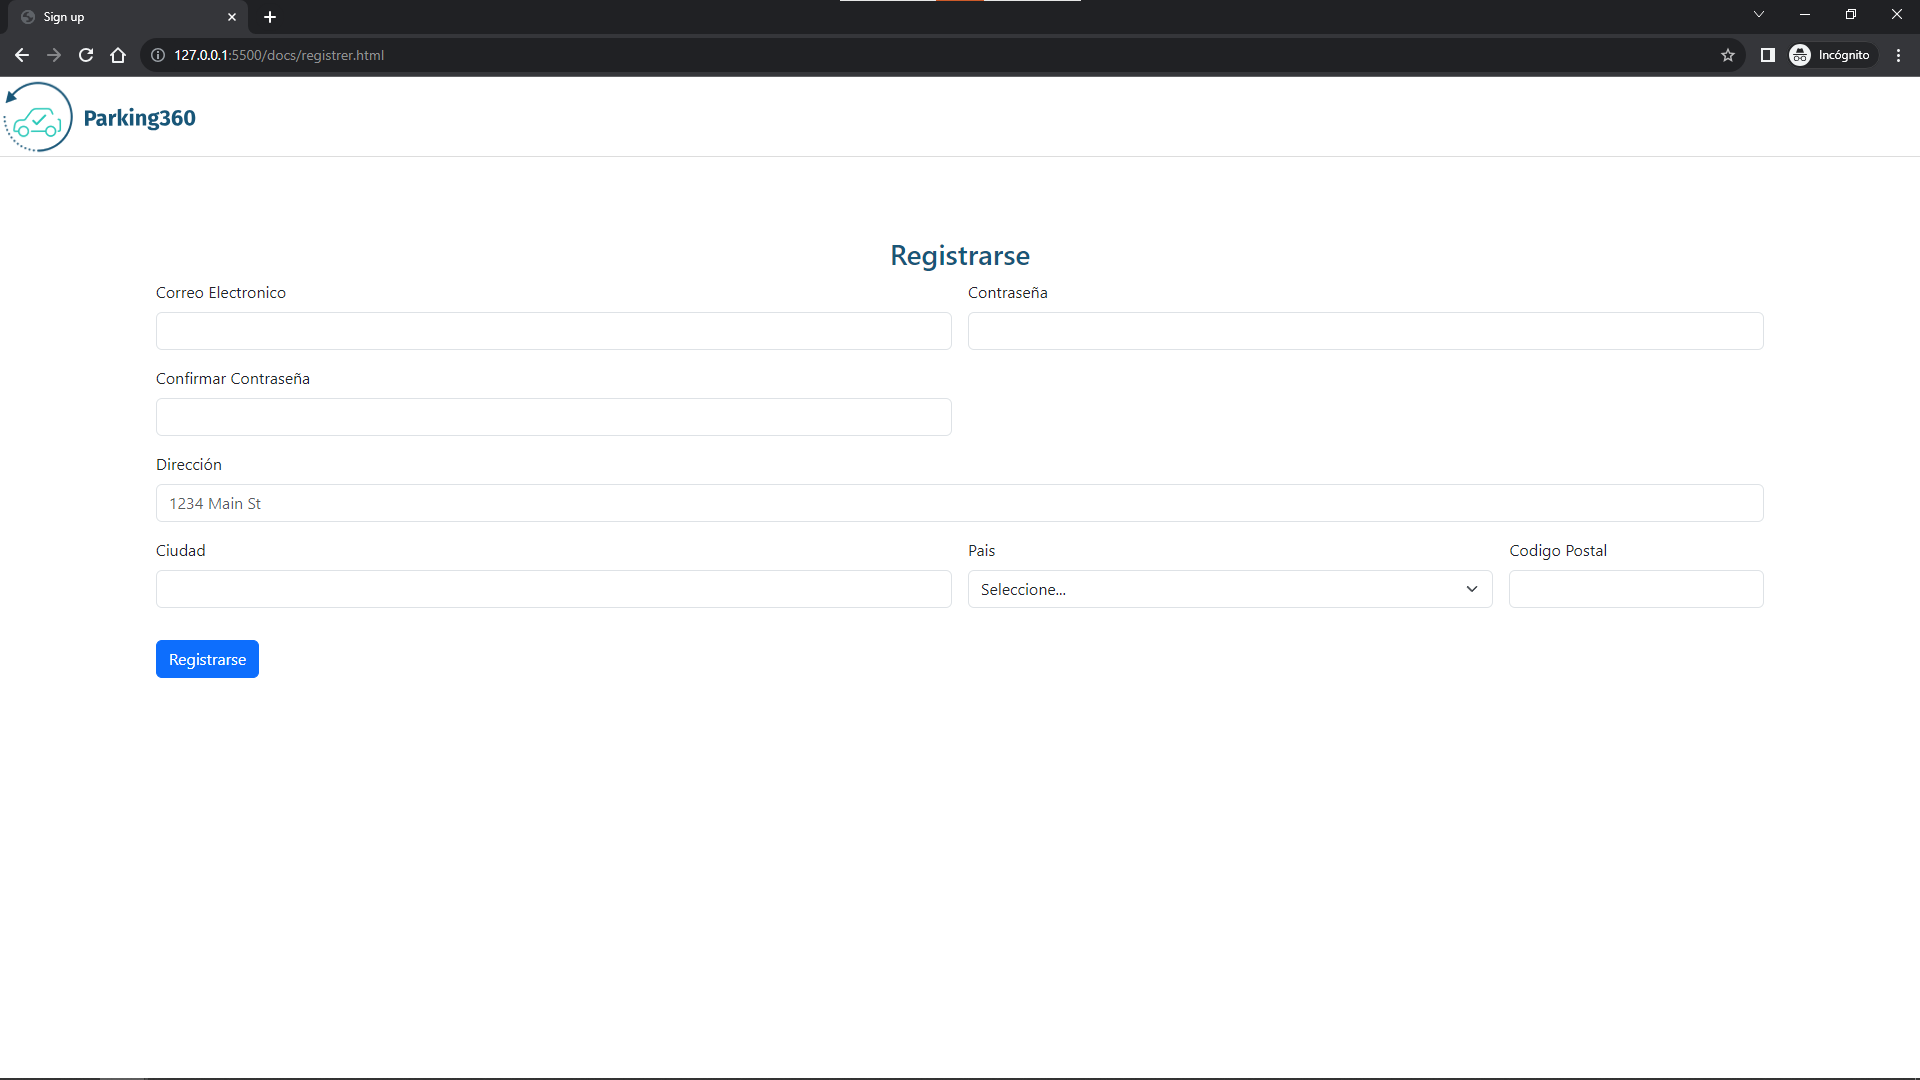 Sign up
127.0.0.1:5500/docs/registrer.html
Incógnito
Parking360
Registrarse
Correo Electronico
Contraseña
Confirmar Contraseña
Dirección
1234 Main St
Ciudad
Pais
Codigo Postal
Seleccione...
Registrarse